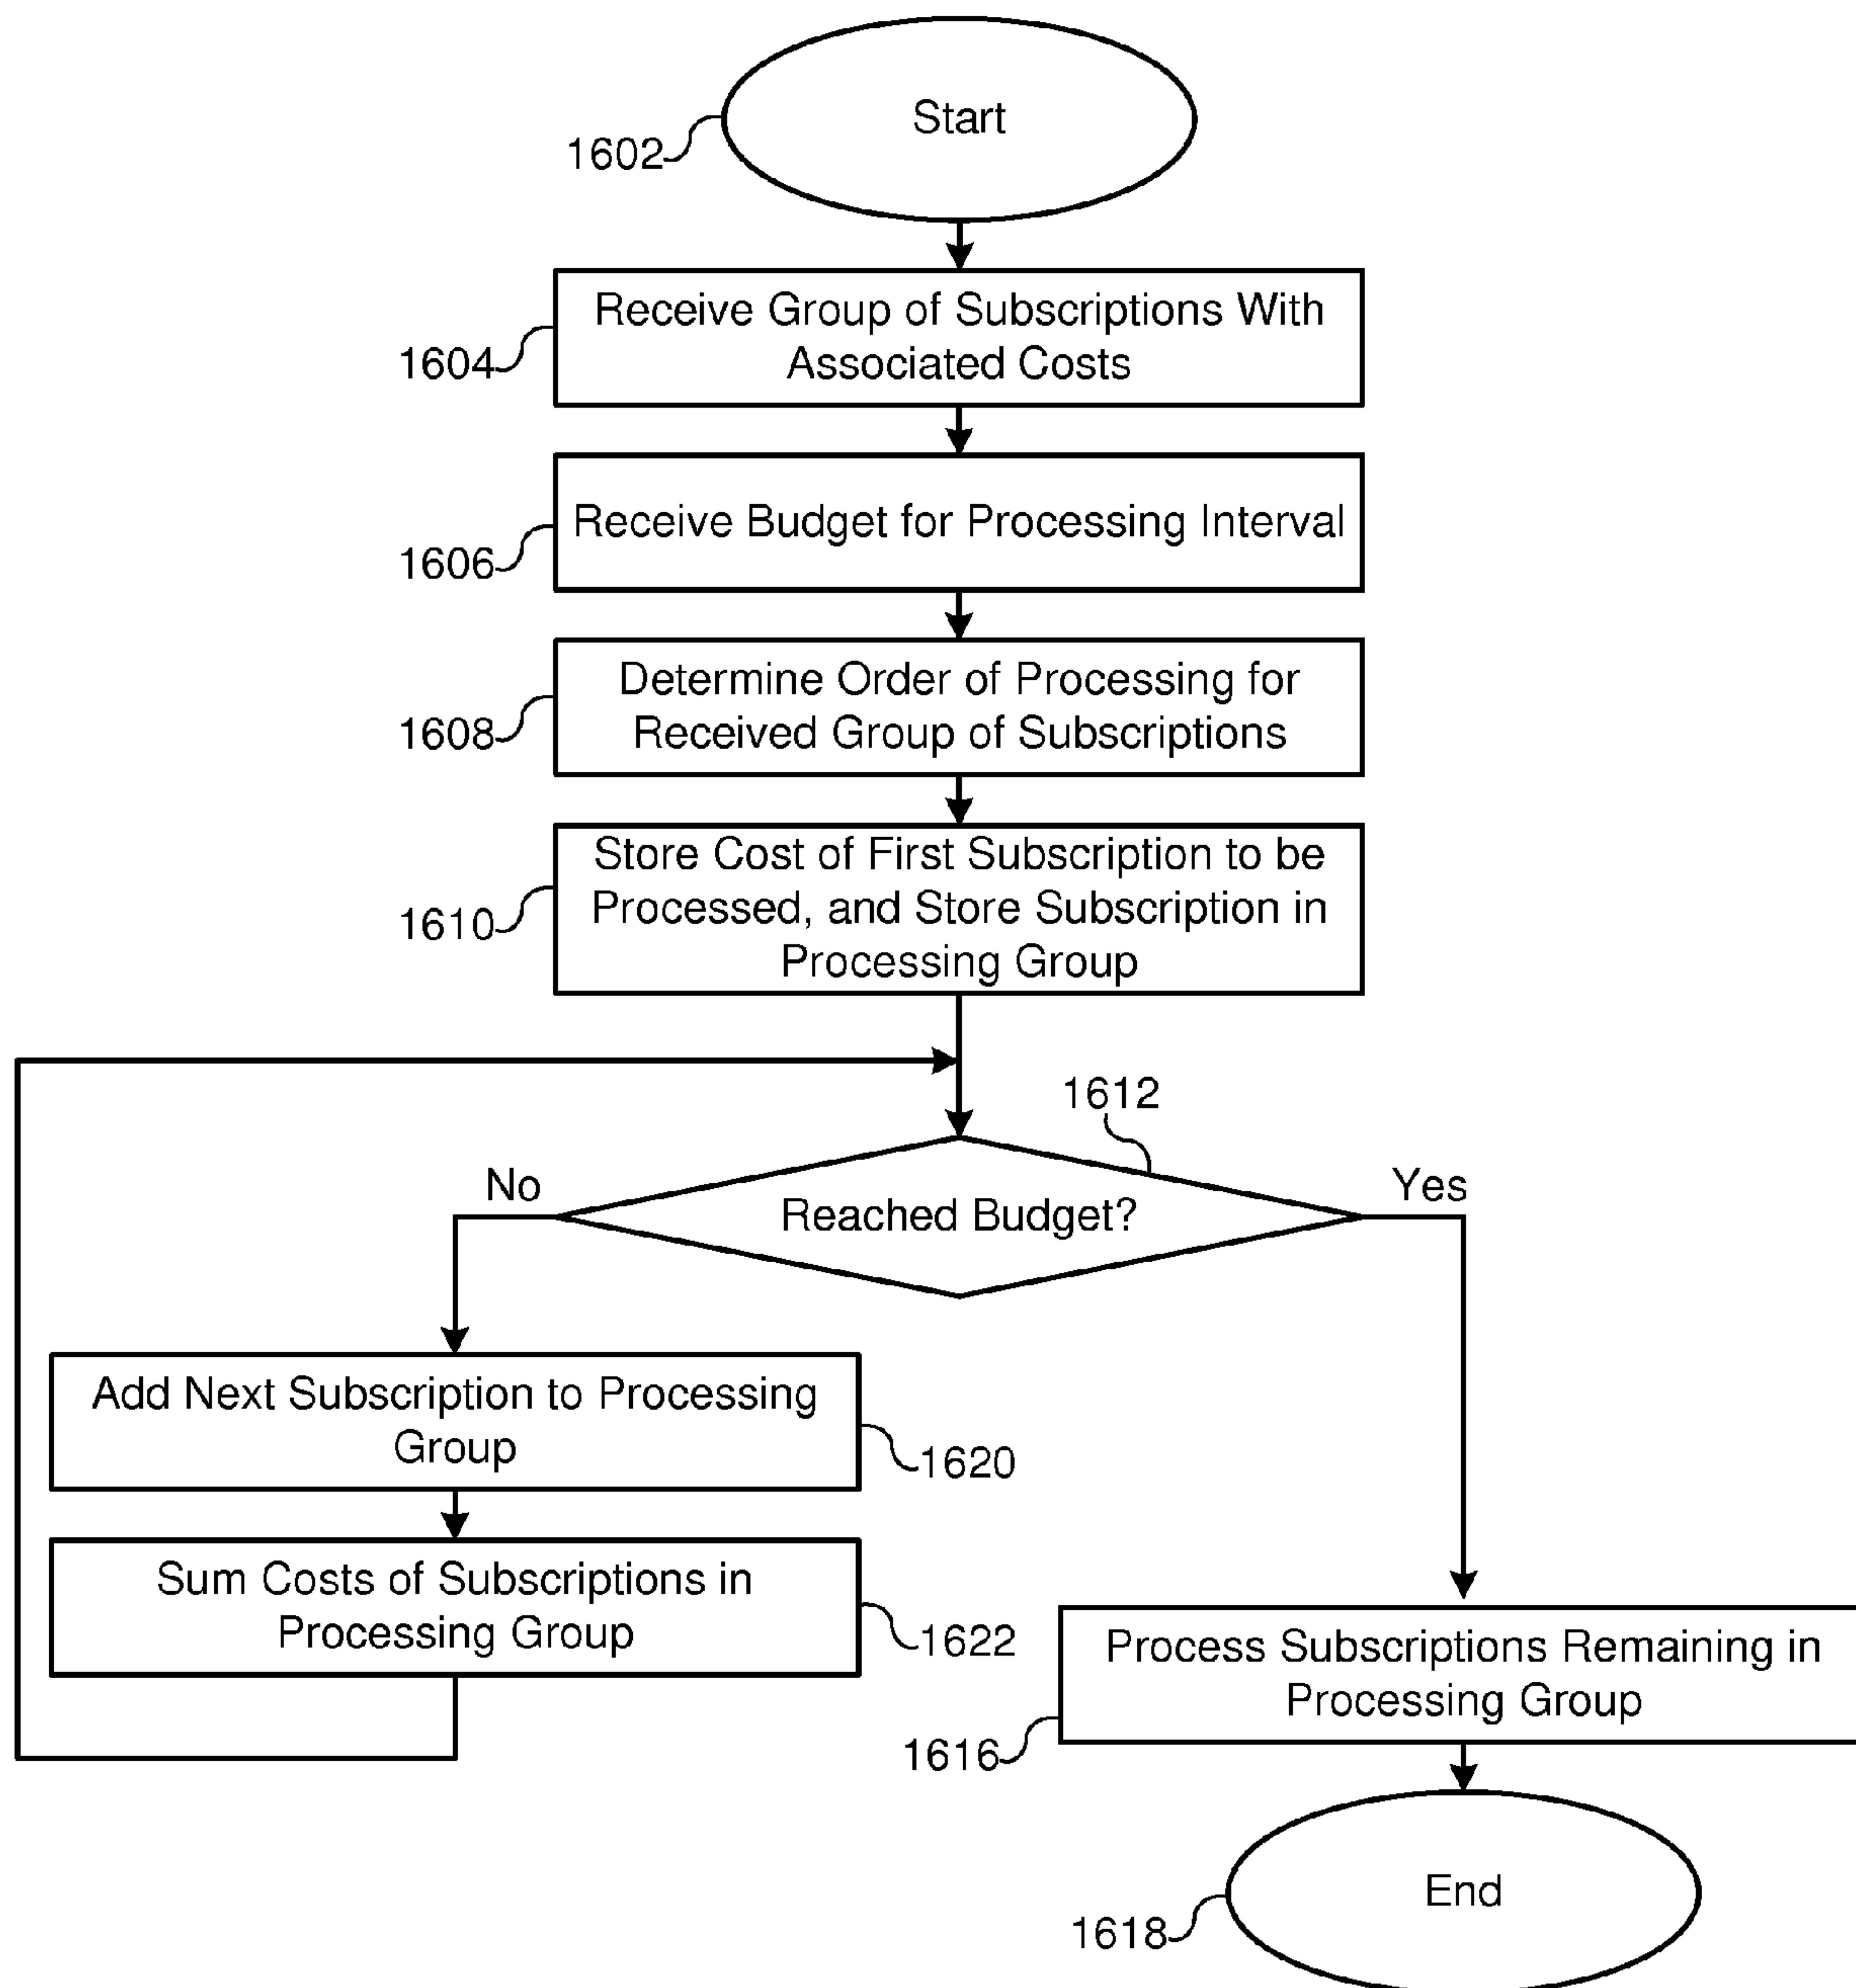 Start
1602
Receive Group of Subscriptions With
Associated Costs
1604
Receive Budget for Processing Interval
1606
Determine Order of Processing for
Received Group of Subscriptions
1608
Store Cost of First Subscription to be
Processed, and Store Subscription in
Processing Group
1610
1612
No
Reached Budget?
Yes
Add Next Subscription to Processing
Group
1620
Sum Costs of Subscriptions in
Processing Group
1622
Process Subscriptions Remaining in
Processing Group
1616
End
1618